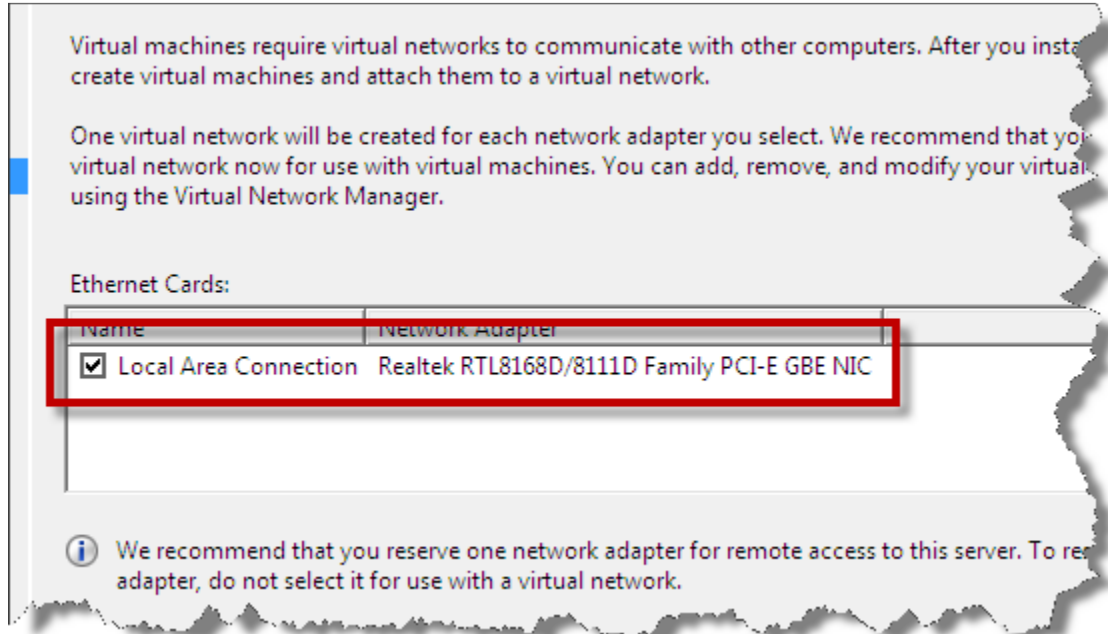 Virtual machines require virtual networks to communicate with other computers. After you
create virtual machines and attach them to a virtual network.
One virtual network will be created for each network adapter you select. We recommend that
virtual network now for use with virtual machines. You can add, remove, and modify your virtual
using the Virtual Network Manager.
Ethernet Cards:
Name Network Adapter
Local Area Connection Realtek RTL8168D/8111D Family PCI-E GBE NIC
We recommend that you reserve one network adapter for remote access to this server. To
adapter, do not select it for use with a virtual network.